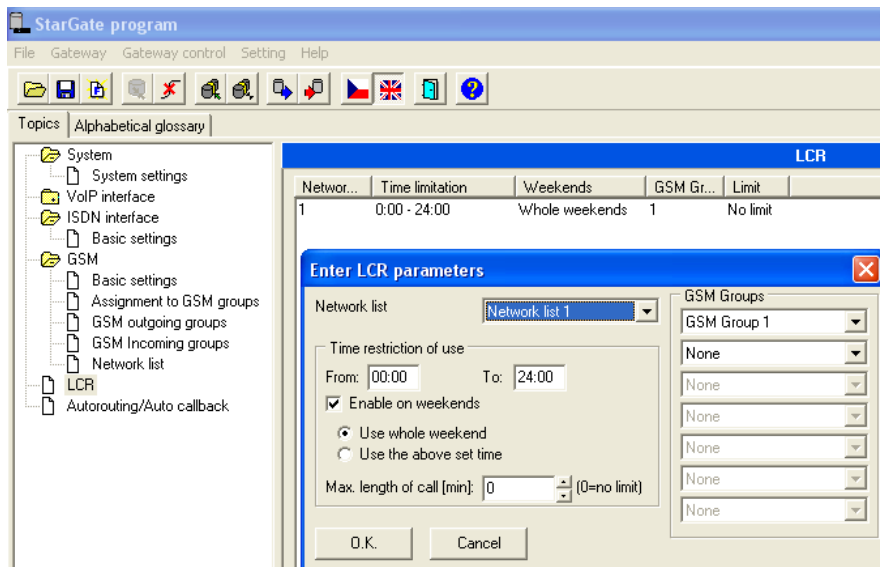 StarGate program
File Gateway Gateway control Setting Help
Topics Alphabetical glossary
System
System settings
VoIP interface
ISDN interface
Basic settings
GSM
Basic settings
Assignment to GSM groups
GSM outgoing groups
GSM Incoming groups
Network list
LCR
Autorouting/Auto callback
LCR
Networ... Time limitation Weekends GSM Gr... Limit
1 0:00 - 24:00 Whole weekends 1 No limit
Enter LCR parameters
Network list Network list 1
Time restriction of use
From: 00:00 To: 24:00
Enable on weekends
Use whole weekend
Use the above set time
Max. length of call [min]: 0 (0=no limit)
O.K. Cancel
GSM Groups
GSM Group 1
None
None
None
None
None
None